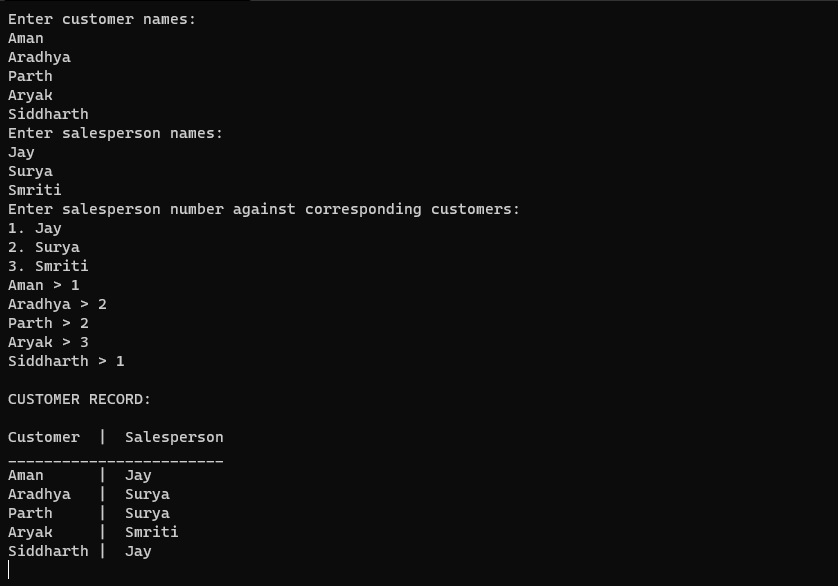 Enter customer names:
Aman
Aradhya
Parth
Aryak
Siddharth
Enter salesperson names:
Jay
Surya
Smriti
Enter salesperson number against corresponding customers:
1. Jay
2. Surya
3. Smriti
Aman > 1
Aradhya > 2
Parth > 2
Aryak > 3
Siddharth > 1

CUSTOMER RECORD:

Customer  |  Salesperson
________________________
Aman      |  Jay
Aradhya   |  Surya
Parth     |  Surya
Aryak     |  Smriti
Siddharth |  Jay